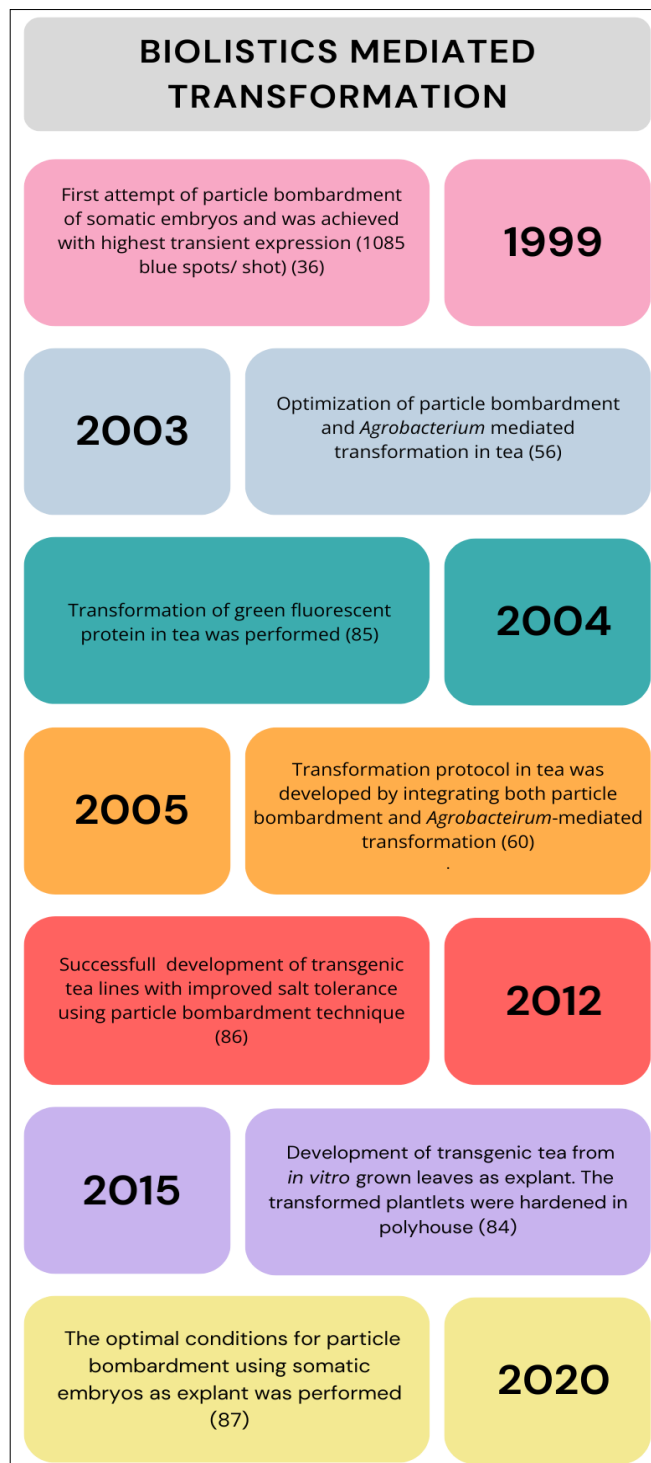 BIOLISTICS MEDIATED
TRANSFORMATION
First attempt of particle bombardment
of somatic embryos and was achieved
with highest transient expression (1085
blue spots/ shot) (36)
1999
2003
Optimization of particle bombardment
and Agrobacterium mediated
transformation in tea (56)
Transformation of green fluorescent
protein in tea was performed (85)
2004
2005
Transformation protocol in tea was
developed by integrating both particle
bombardment and Agrobacteirum-mediated
transformation (60)
.
Successfull  development of transgenic
tea lines with improved salt tolerance
using particle bombardment technique
(86)
2012
2015
Development of transgenic tea from
in vitro grown leaves as explant. The
transformed plantlets were hardened in
polyhouse (84)
The optimal conditions for particle
bombardment using somatic
embryos as explant was performed
(87)
2020